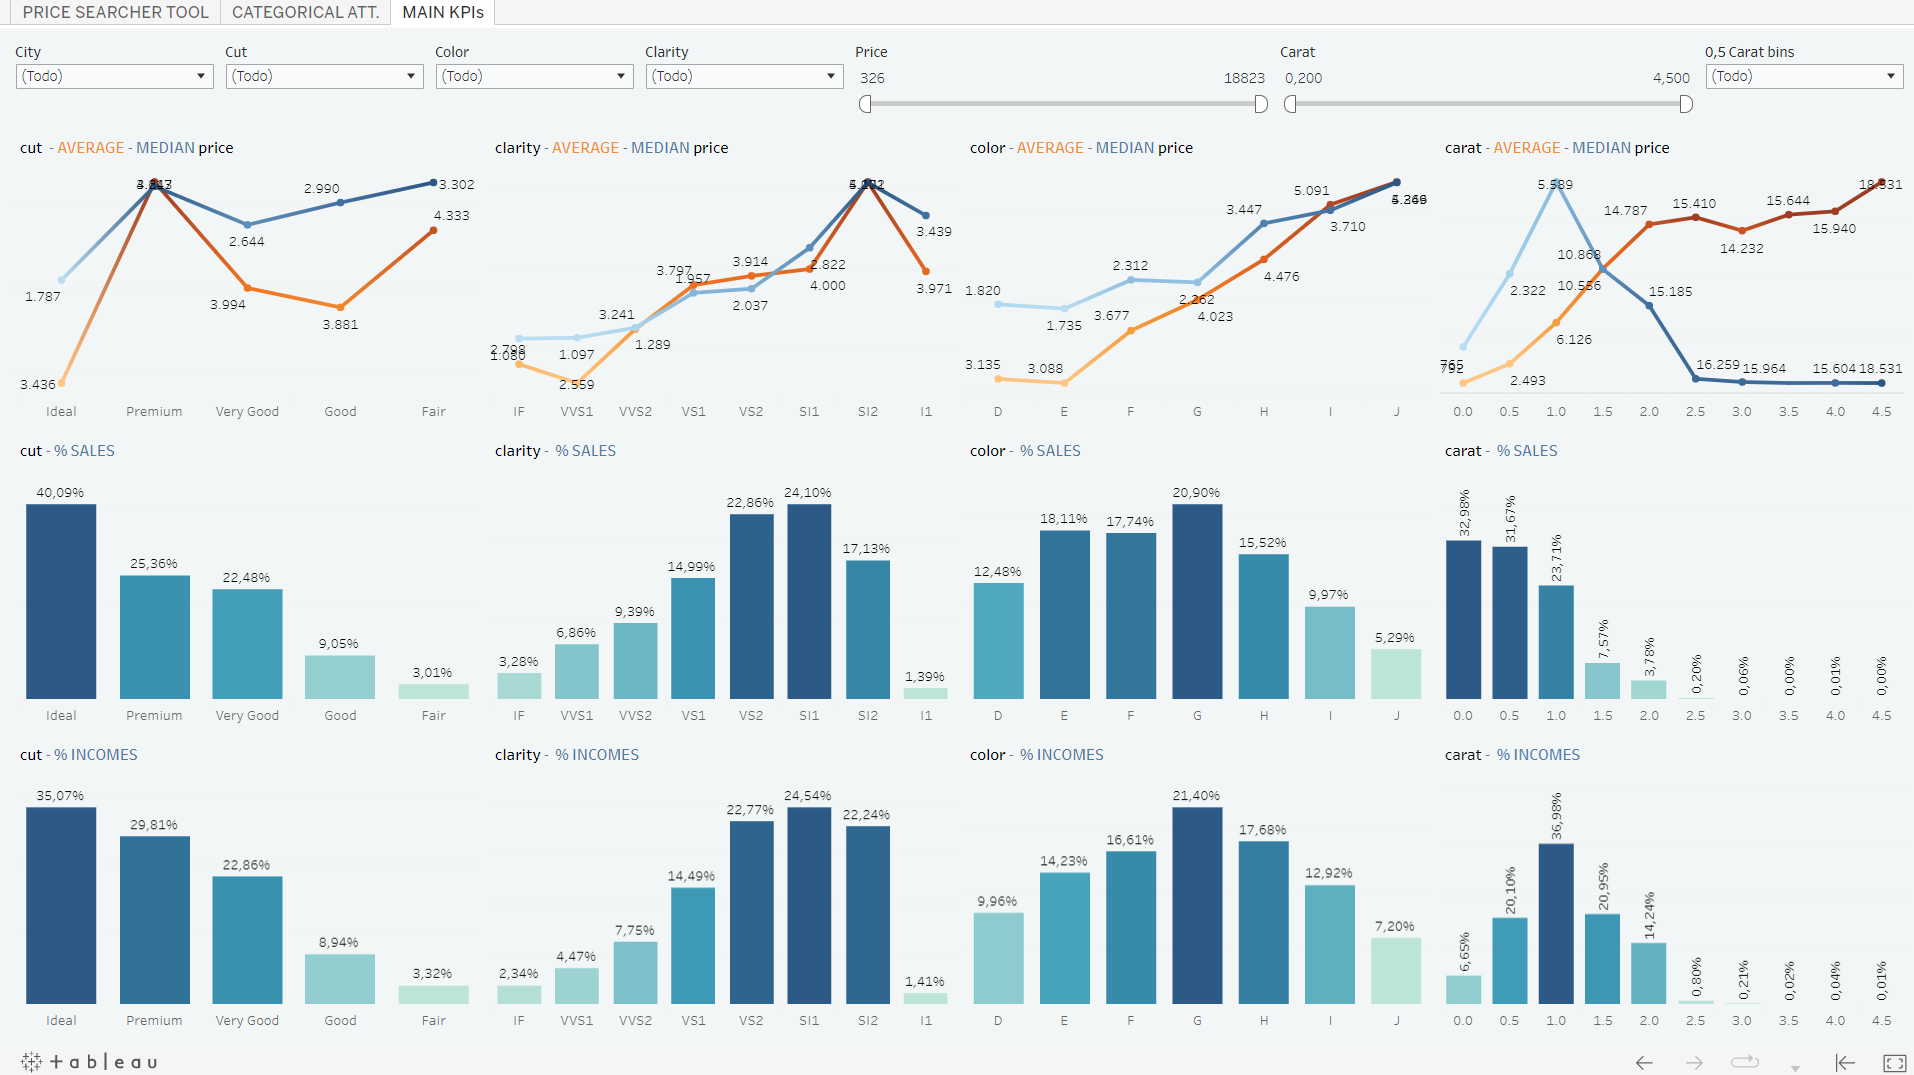 PRICE SEARCHER TOOL CATEGORICAL ATT. MAIN KPIs
City Cut Color Clarity Price Carat 0,5 Carat bins
(Todo) (Todo) (Todo) (Todo) 326 18823 0,200 4,500 (Todo)
cut - AVERAGE - MEDIAN price
1.787 2.644 2.990 3.302
3.436 3.994 3.881 4.333
Ideal Premium Very Good Good Fair
clarity - AVERAGE - MEDIAN price
1.080 1.097 1.289 1.957 2.037 2.822 3.439
2.798 2.559 3.241 3.797 3.914 4.000 3.971
IF VVS1 VVS2 VS1 VS2 SI1 SI2 I1
color - AVERAGE - MEDIAN price
1.820 1.735 2.312 2.262 3.447 3.710
3.135 3.088 3.677 4.023 4.476 5.091
D E F G H I J
carat - AVERAGE - MEDIAN price
765 2.322 5.589 10.556 15.185 16.259 15.964 15.604 18.531
792 2.493 6.126 10.868 14.787 15.410 14.232 15.644 15.940 18.531
0.0 0.5 1.0 1.5 2.0 2.5 3.0 3.5 4.0 4.5
cut - % SALES
40,09% 25,36% 22,48% 9,05% 3,01%
Ideal Premium Very Good Good Fair
clarity - % SALES
3,28% 6,86% 9,39% 14,99% 22,86% 24,10% 17,13% 1,39%
IF VVS1 VVS2 VS1 VS2 SI1 SI2 I1
color - % SALES
12,48% 18,11% 17,74% 20,90% 15,52% 9,97% 5,29%
D E F G H I J
carat - % SALES
32,98% 31,67% 23,71% 7,57% 3,78% 0,20% 0,06% 0,00% 0,01% 0,00%
0.0 0.5 1.0 1.5 2.0 2.5 3.0 3.5 4.0 4.5
cut - % INCOMES
35,07% 29,81% 22,86% 8,94% 3,32%
Ideal Premium Very Good Good Fair
clarity - % INCOMES
2,34% 4,47% 7,75% 14,49% 22,77% 24,54% 22,24% 1,41%
IF VVS1 VVS2 VS1 VS2 SI1 SI2 I1
color - % INCOMES
9,96% 14,23% 16,61% 21,40% 17,68% 12,92% 7,20%
D E F G H I J
carat - % INCOMES
6,65% 20,10% 36,98% 20,95% 14,24% 0,80% 0,21% 0,02% 0,04% 0,01%
0.0 0.5 1.0 1.5 2.0 2.5 3.0 3.5 4.0 4.5
tableau